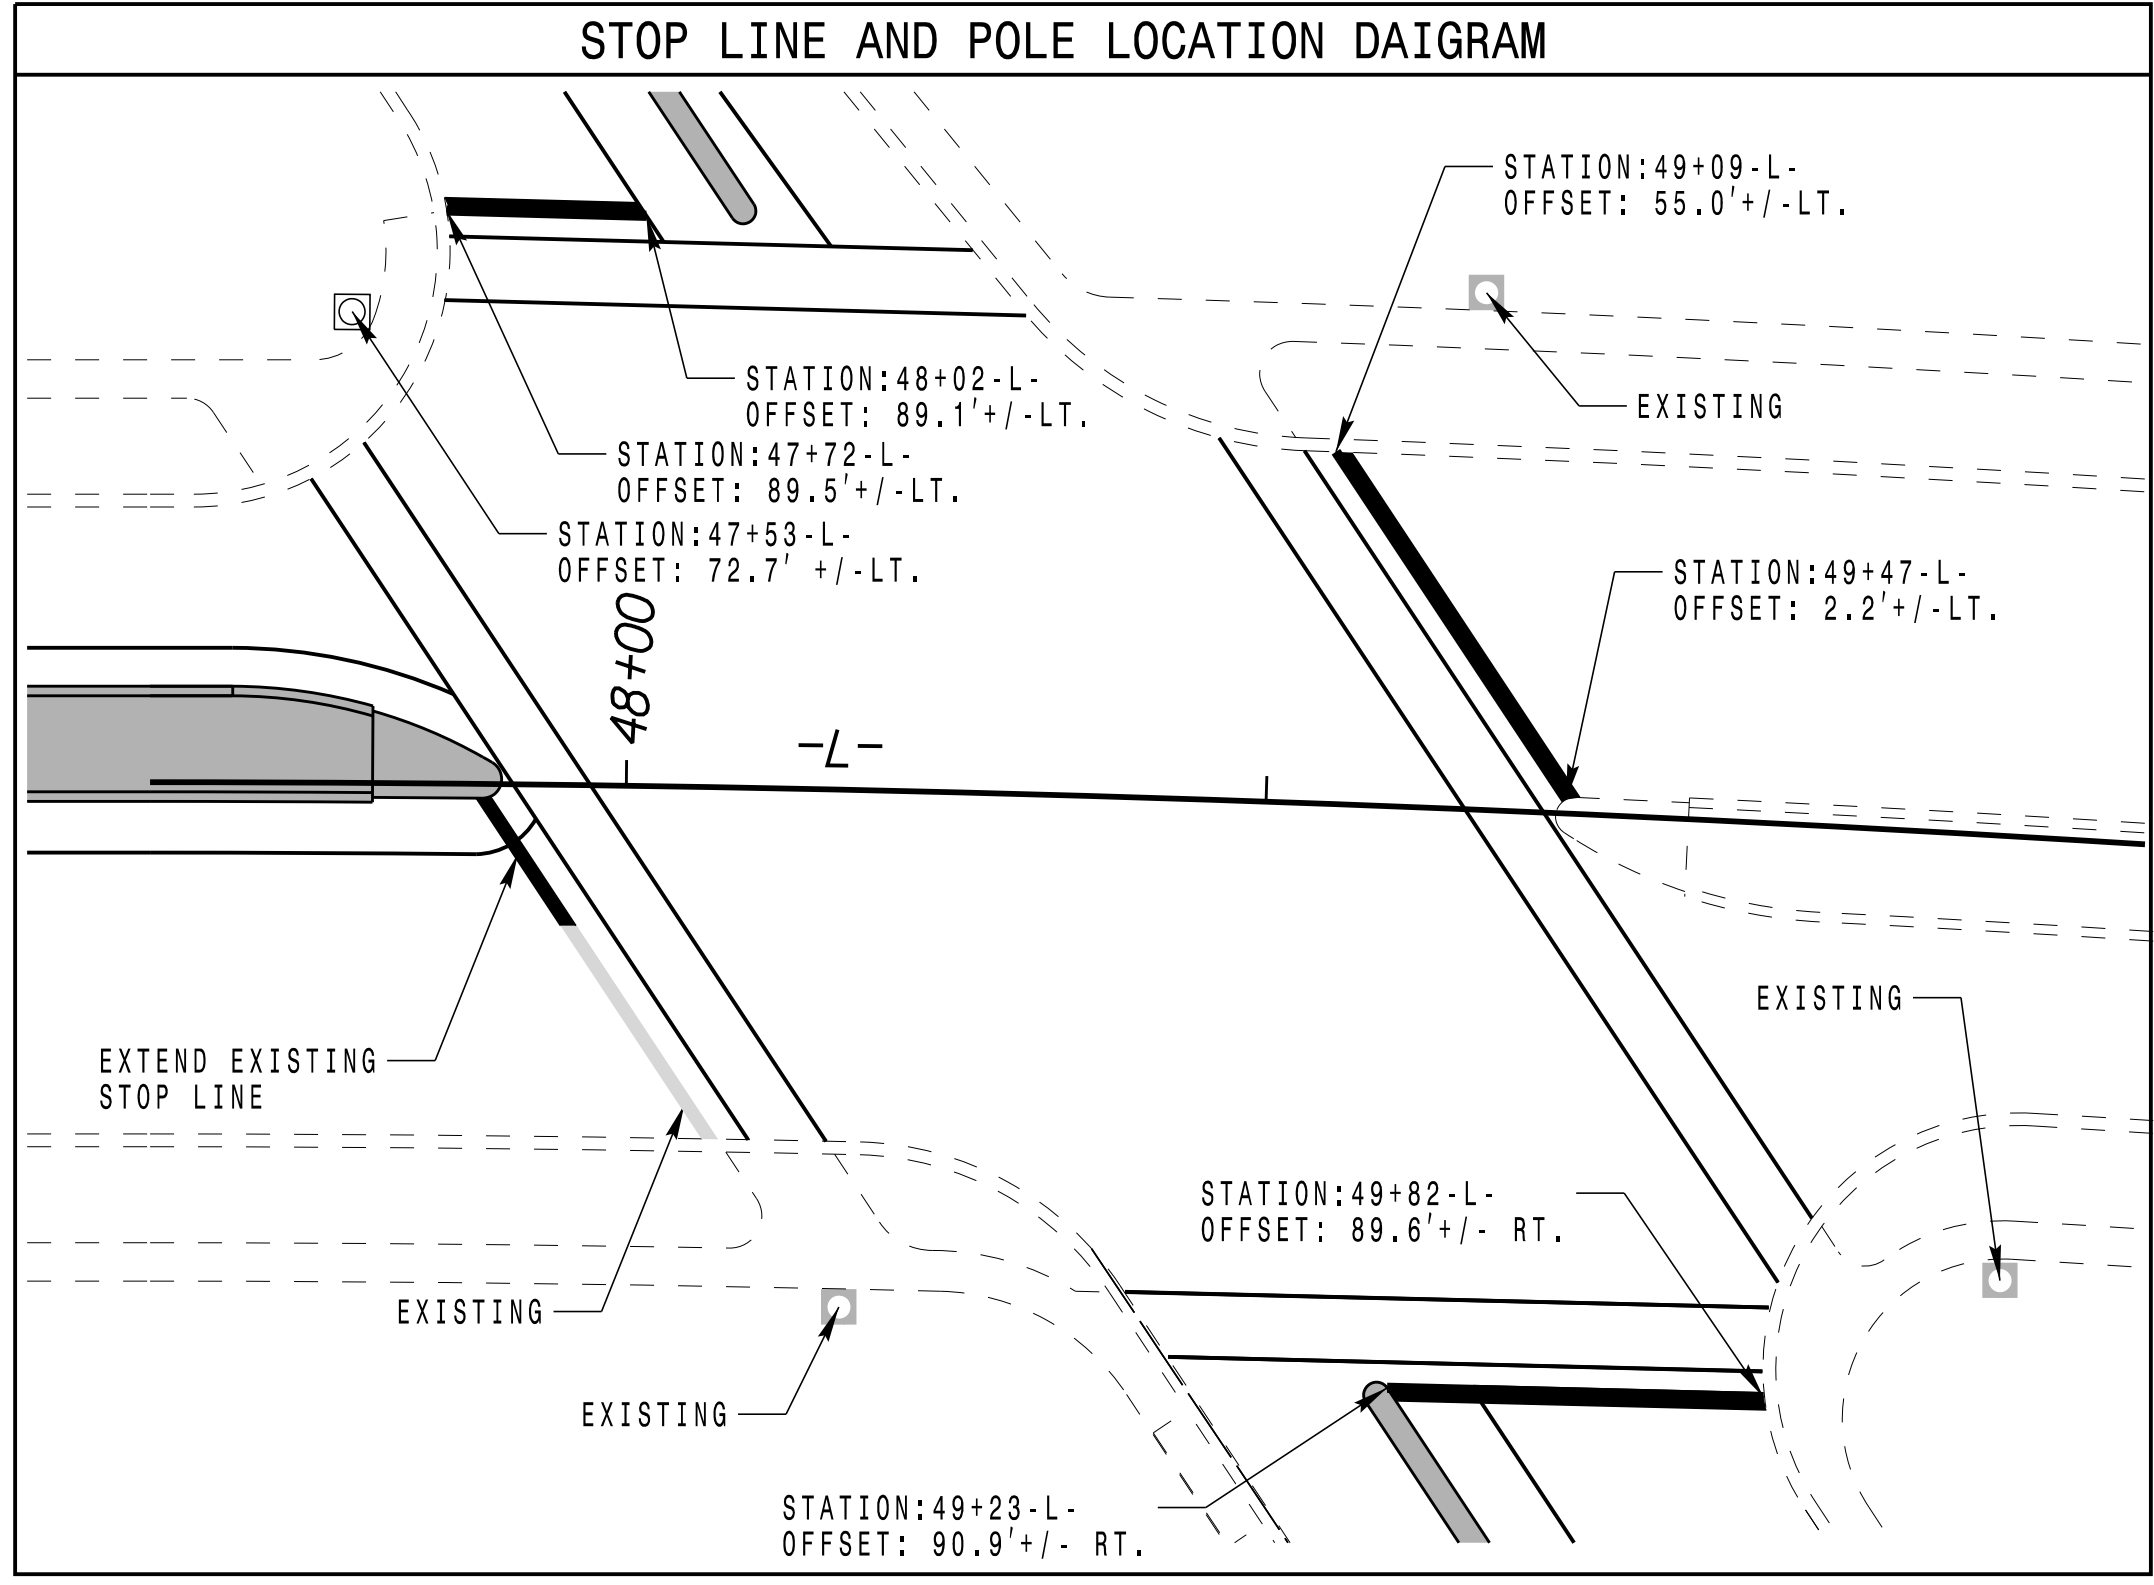 STOP LINE AND POLE LOCATION DAIGRAM
STATION:49+09-L-
OFFSET: 55.0'+/-LT.
EXISTING
STATION:48+02-L-
OFFSET: 89.1'+/-LT.
STATION:47+72-L-
OFFSET: 89.5'+/-LT.
STATION:47+53-L-
OFFSET: 72.7' +/-LT.
STATION:49+47-L-
OFFSET: 2.2'+/-LT.
48+00
-L-
EXISTING
EXTEND EXISTING
STOP LINE
STATION:49+82-L-
OFFSET: 89.6'+/- RT.
EXISTING
EXISTING
STATION:49+23-L-
OFFSET: 90.9'+/- RT.